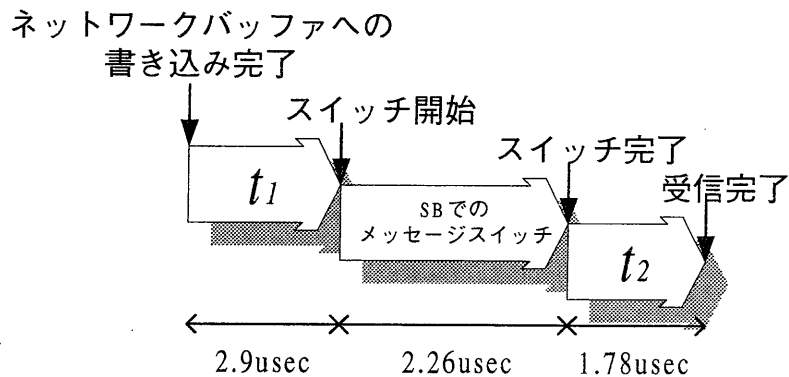 ネットワークバッファへの
書き込み完了
スイッチ開始
スイッチ完了
受信完了
t1
SBでの
メッセージスイッチ
t2
2.9usec
2.26usec
1.78usec